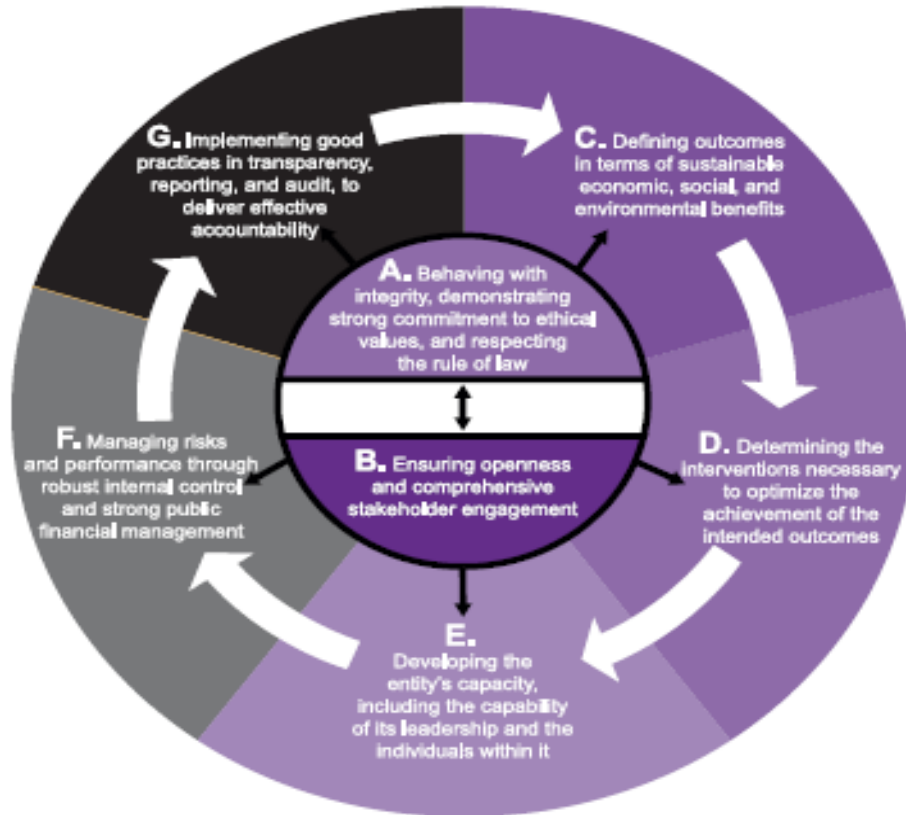 G. Implementing good
practices in transparency,
reporting, and audit, to
deliver effective
accountability
C. Defining outcomes
in terms of sustainable
economic, social, and
environmental benefits
A. Behaving with
integrity, demonstrating
strong commitment to ethical
values, and respecting
the rule of law
B. Ensuring openness
and comprehensive
stakeholder engagement
D. Determining the
interventions necessary
to optimize the
achievement of the
intended outcomes
E.
Developing the
entity's capacity,
including the capability
of its leadership and the
individuals within it
F. Managing risks
and performance through
robust internal control
and strong public
financial management